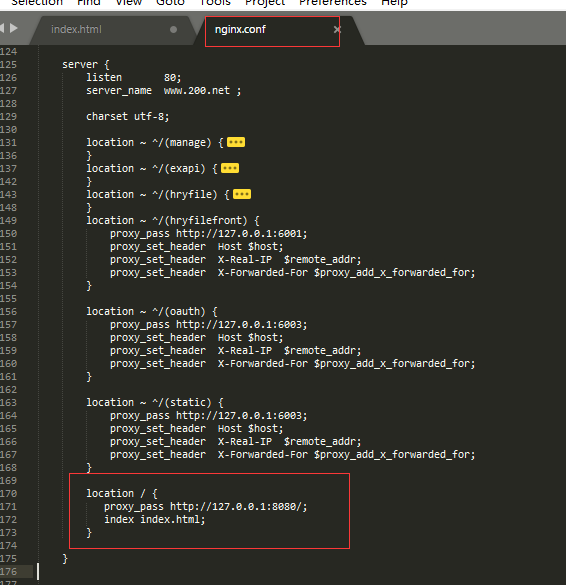 Selection Find View Goto Tools Project Preferences Help
index.html
nginx.conf
124
125 server {
126 listen 80;
127 server_name www.200.net ;
128
129 charset utf-8;
130
131 location ~ ^/(manage) {
136 }
137 location ~ ^/(exapi) {
142 }
143 location ~ ^/(hryfile) {
148 }
149 location ~ ^/(hryfilefront) {
150 proxy_pass http://127.0.0.1:6001;
151 proxy_set_header Host $host;
152 proxy_set_header X-Real-IP $remote_addr;
153 proxy_set_header X-Forwarded-For $proxy_add_x_forwarded_for;
154 }
155
156 location ~ ^/(oauth) {
157 proxy_pass http://127.0.0.1:6003;
158 proxy_set_header Host $host;
159 proxy_set_header X-Real-IP $remote_addr;
160 proxy_set_header X-Forwarded-For $proxy_add_x_forwarded_for;
161 }
162
163 location ~ ^/(static) {
164 proxy_pass http://127.0.0.1:6003;
165 proxy_set_header Host $host;
166 proxy_set_header X-Real-IP $remote_addr;
167 proxy_set_header X-Forwarded-For $proxy_add_x_forwarded_for;
168 }
169
170 location / {
171 proxy_pass http://127.0.0.1:8080/;
172 index index.html;
173 }
174
175 }
176
177